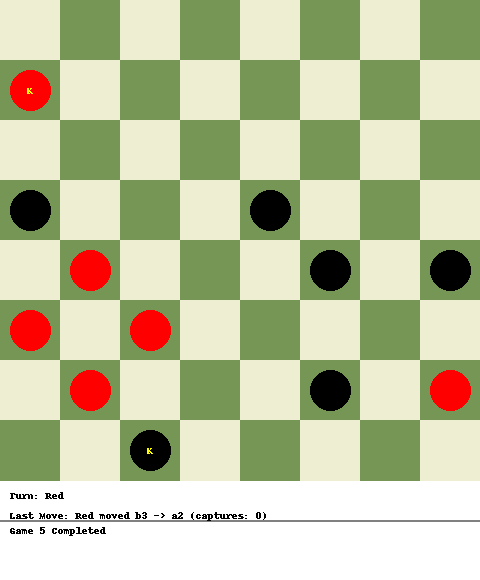 K
K
Turn: Red
Last Move: Red moved b3 -> a2 (captures: 0)
Game 5 Completed